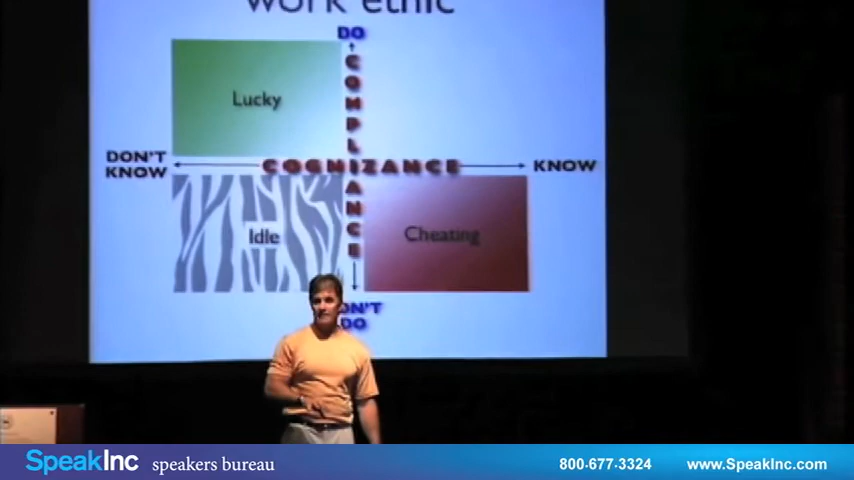 work ethic
DO
COMPLIANCE
Lucky
DON'T
KNOW
COGNIZANCE
KNOW
Idle
Cheating
ON'T
DO
SpeakInc speakers bureau
800-677-3324
www.SpeakInc.com